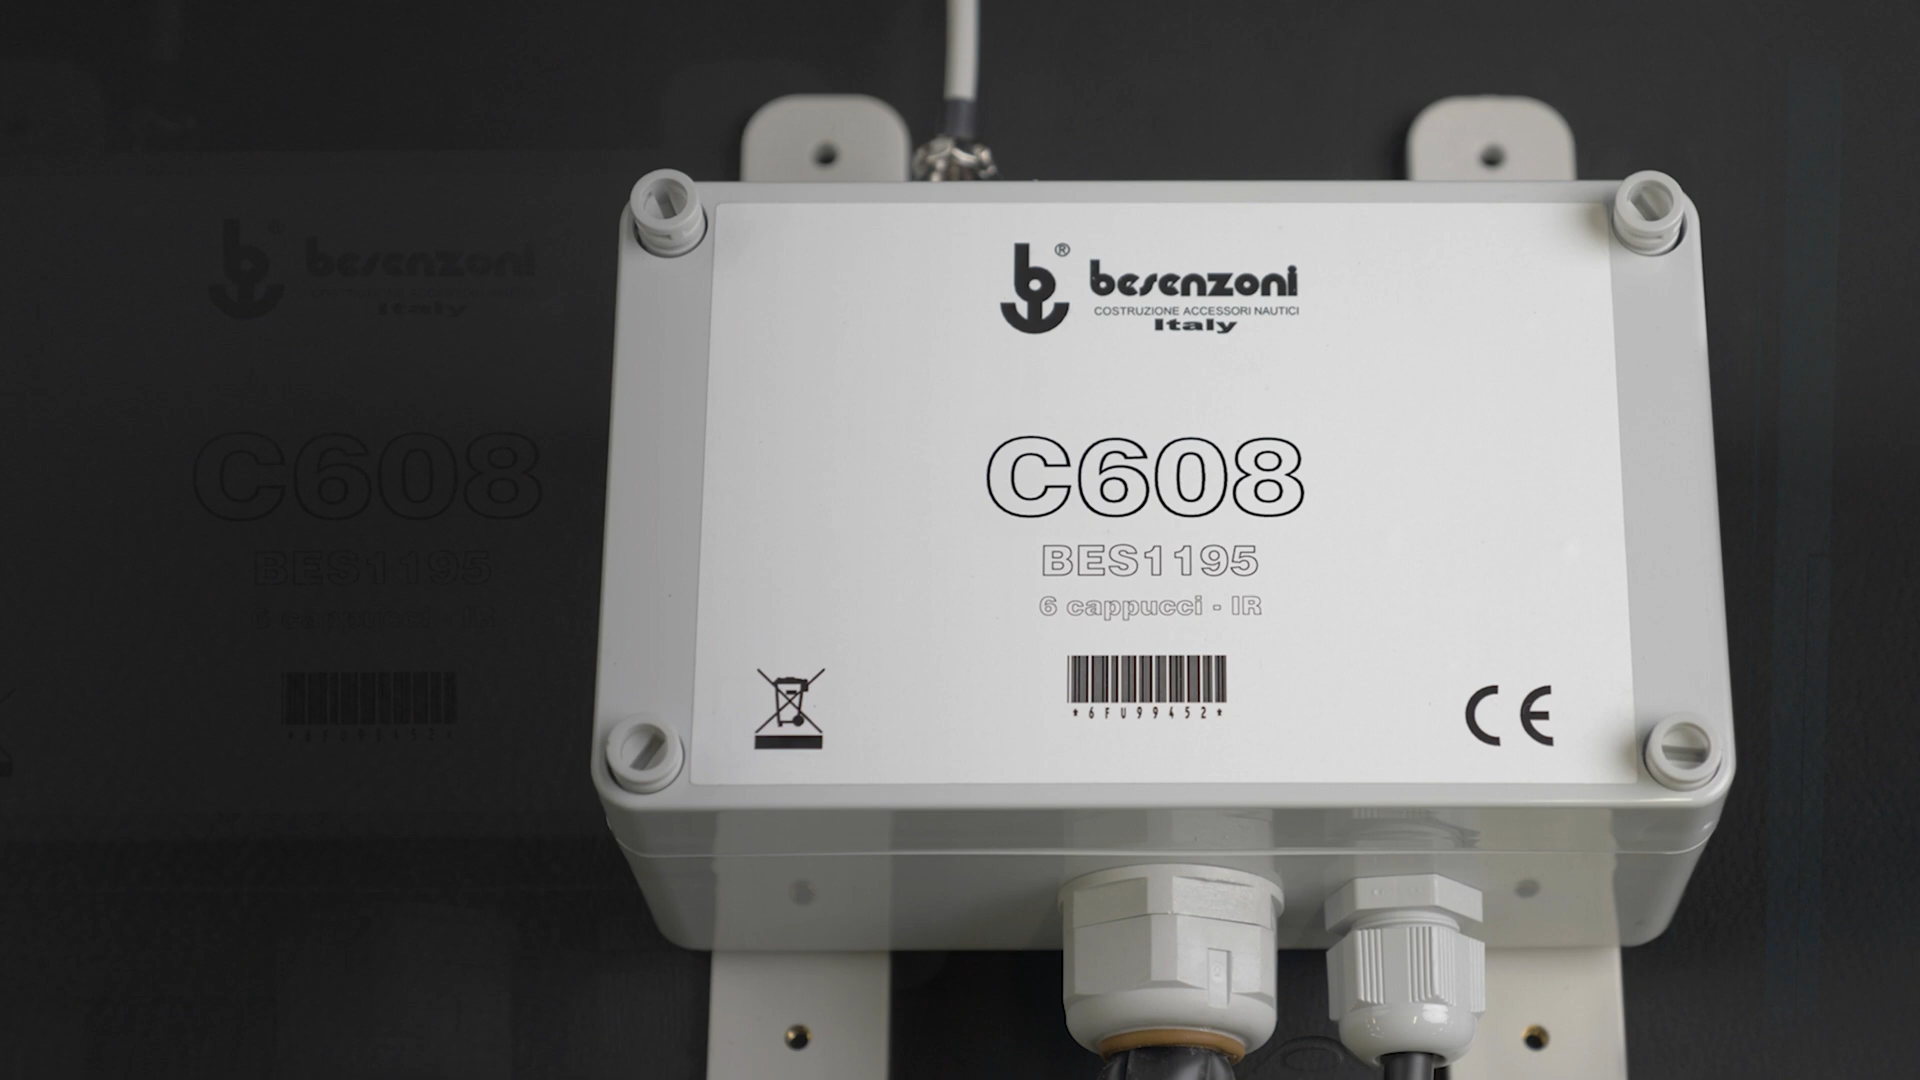 b®
besenzoni
COSTRUZIONE ACCESSORI NAUTICI
Italy
C608
BES1195
6 cappucci - IR
*6FU99452*
CE